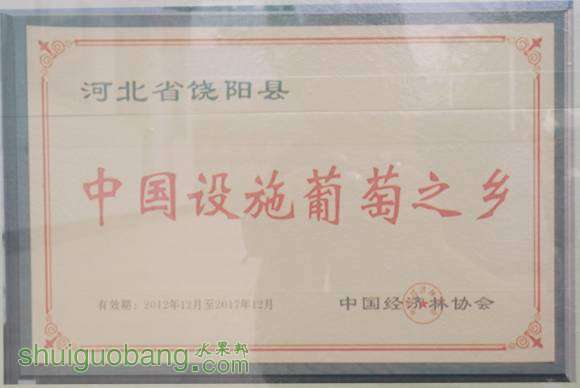 河北省饶阳县
中国设施葡萄之乡
有效期：2012年12月至2017年12月
中国经济林协会
shuiguobang.com
水果邦